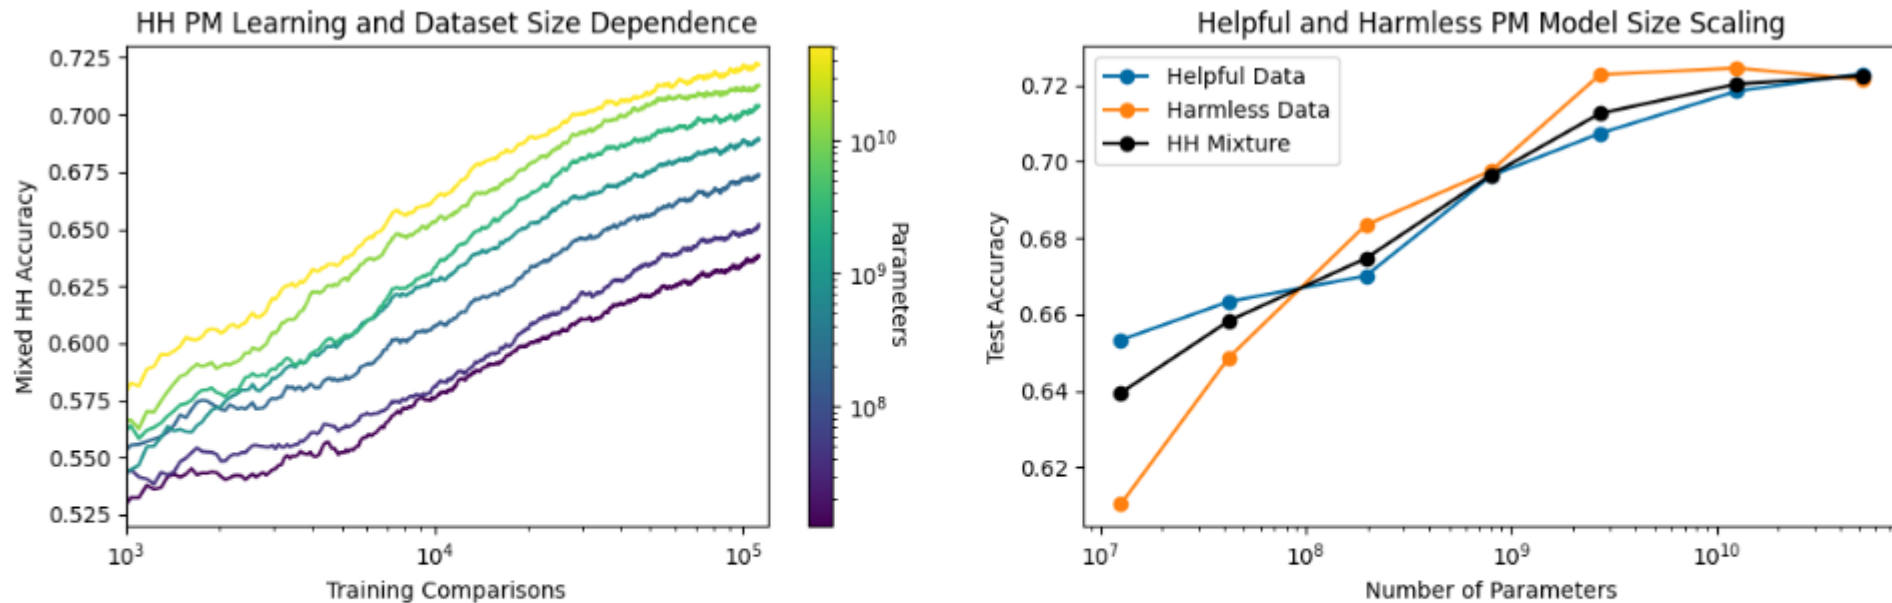 HH PM Learning and Dataset Size Dependence
Mixed HH Accuracy
0.725
0.700
0.675
0.650
0.625
0.600
0.575
0.550
0.525
10³
10⁴
10⁵
Training Comparisons
10¹⁰
10⁹
10⁸
Parameters
Helpful and Harmless PM Model Size Scaling
Helpful Data
Harmless Data
HH Mixture
Test Accuracy
0.72
0.70
0.68
0.66
0.64
0.62
10⁷
10⁸
10⁹
10¹⁰
Number of Parameters